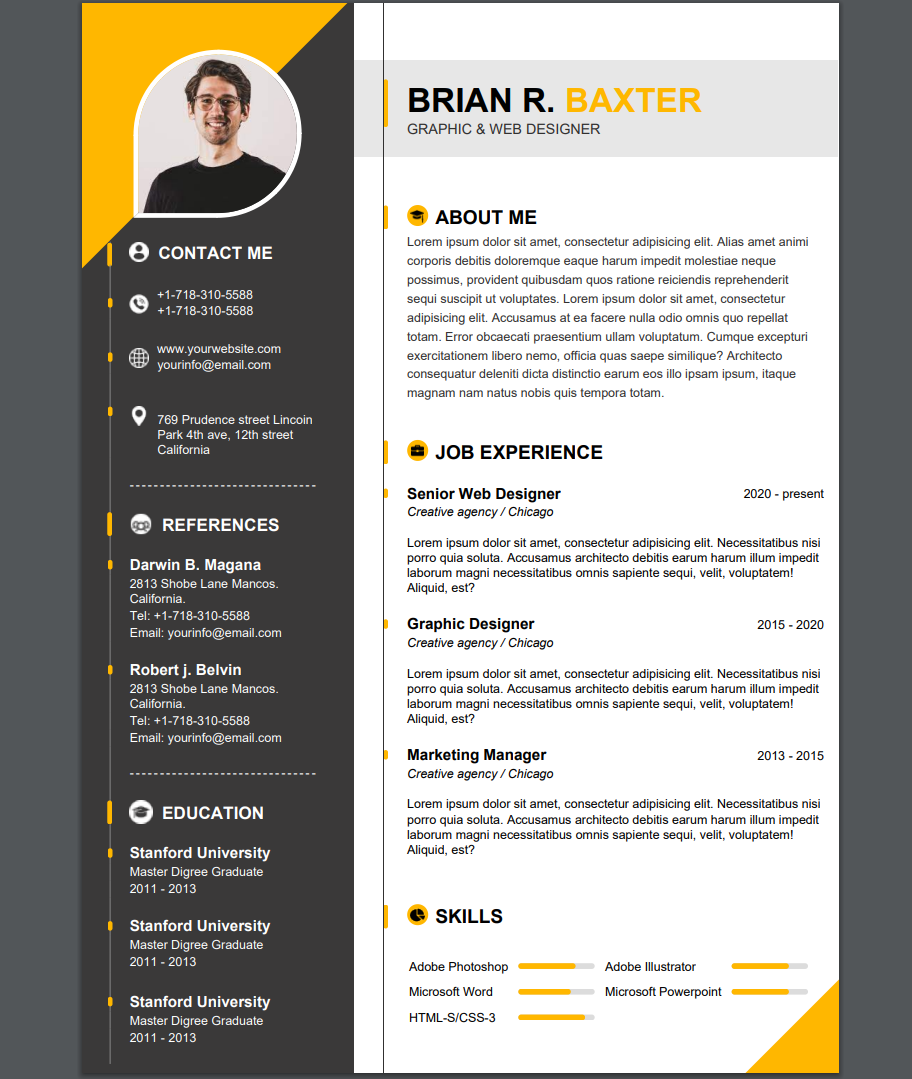 BRIAN R. BAXTER
GRAPHIC & WEB DESIGNER
CONTACT ME
+1-718-310-5588
+1-718-310-5588
www.yourwebsite.com
yourinfo@email.com
769 Prudence street Lincoin
Park 4th ave, 12th street
California
REFERENCES
Darwin B. Magana
2813 Shobe Lane Mancos.
California.
Tel: +1-718-310-5588
Email: yourinfo@email.com
Robert j. Belvin
2813 Shobe Lane Mancos.
California.
Tel: +1-718-310-5588
Email: yourinfo@email.com
EDUCATION
Stanford University
Master Digree Graduate
2011 - 2013
Stanford University
Master Digree Graduate
2011 - 2013
Stanford University
Master Digree Graduate
2011 - 2013
ABOUT ME
Lorem ipsum dolor sit amet, consectetur adipisicing elit. Alias amet animi
corporis debitis doloremque eaque harum impedit molestiae neque
possimus, provident quibusdam quos ratione reiciendis reprehenderit
sequi suscipit ut voluptates. Lorem ipsum dolor sit amet, consectetur
adipisicing elit. Accusamus at ea facere nulla odio omnis quo repellat
totam. Error obcaecati praesentium ullam voluptatum. Cumque excepturi
exercitationem libero nemo, officia quas saepe similique? Architecto
consequatur deleniti dicta distinctio earum eos illo ipsam ipsum, itaque
magnam nam natus nobis quis tempora totam.
JOB EXPERIENCE
Senior Web Designer 2020 - present
Creative agency / Chicago
Lorem ipsum dolor sit amet, consectetur adipisicing elit. Necessitatibus nisi
porro quia soluta. Accusamus architecto debitis earum harum illum impedit
laborum magni necessitatibus omnis sapiente sequi, velit, voluptatem!
Aliquid, est?
Graphic Designer 2015 - 2020
Creative agency / Chicago
Lorem ipsum dolor sit amet, consectetur adipisicing elit. Necessitatibus nisi
porro quia soluta. Accusamus architecto debitis earum harum illum impedit
laborum magni necessitatibus omnis sapiente sequi, velit, voluptatem!
Aliquid, est?
Marketing Manager 2013 - 2015
Creative agency / Chicago
Lorem ipsum dolor sit amet, consectetur adipisicing elit. Necessitatibus nisi
porro quia soluta. Accusamus architecto debitis earum harum illum impedit
laborum magni necessitatibus omnis sapiente sequi, velit, voluptatem!
Aliquid, est?
SKILLS
Adobe Photoshop Adobe Illustrator
Microsoft Word Microsoft Powerpoint
HTML-S/CSS-3